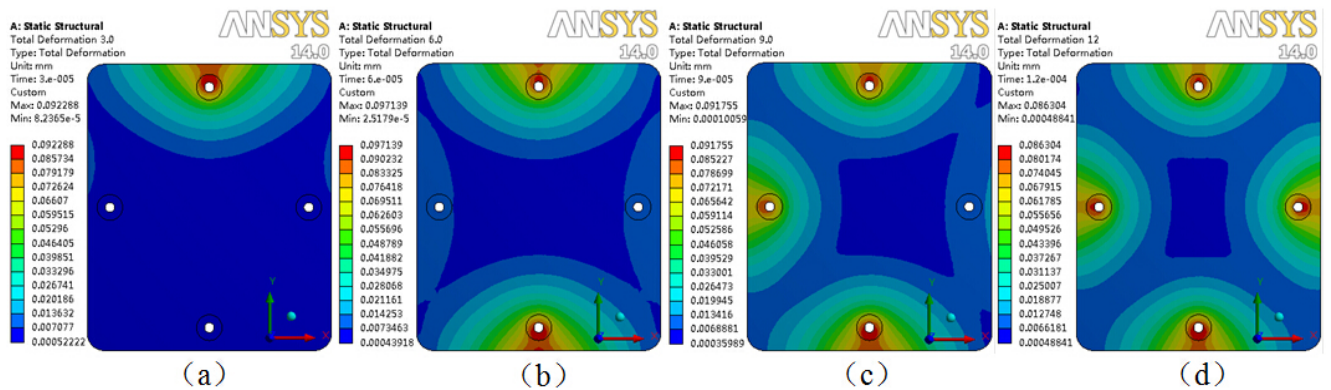 A: Static Structural
Total Deformation 3.0
Type: Total Deformation
Unit: mm
Time: 3.e-005
Custom
Max: 0.092288
Min: 8.2365e-5
0.092288
0.085734
0.079179
0.072624
0.06607
0.059515
0.05296
0.046405
0.039851
0.033296
0.026741
0.020186
0.013632
0.007077
0.00052222
ANSYS
14.0
Y
X
(a)
A: Static Structural
Total Deformation 6.0
Type: Total Deformation
Unit: mm
Time: 6.e-005
Custom
Max: 0.097139
Min: 2.5179e-5
0.097139
0.090232
0.083325
0.076418
0.069511
0.062603
0.055696
0.048789
0.041882
0.034975
0.028068
0.021161
0.014253
0.0073463
0.00043918
ANSYS
14.0
Y
X
(b)
A: Static Structural
Total Deformation 9.0
Type: Total Deformation
Unit: mm
Time: 9.e-005
Custom
Max: 0.091755
Min: 0.00010059
0.091755
0.085227
0.078699
0.072171
0.065642
0.059114
0.052586
0.046058
0.039529
0.033001
0.026473
0.019945
0.013416
0.0068881
0.00035989
ANSYS
14.0
Y
X
(c)
A: Static Structural
Total Deformation 12
Type: Total Deformation
Unit: mm
Time: 1.2e-004
Custom
Max: 0.086304
Min: 0.00048841
0.086304
0.080174
0.074045
0.067915
0.061785
0.055656
0.049526
0.043396
0.037267
0.031137
0.025007
0.018877
0.012748
0.0066181
0.00048841
ANSYS
14.0
Y
X
(d)